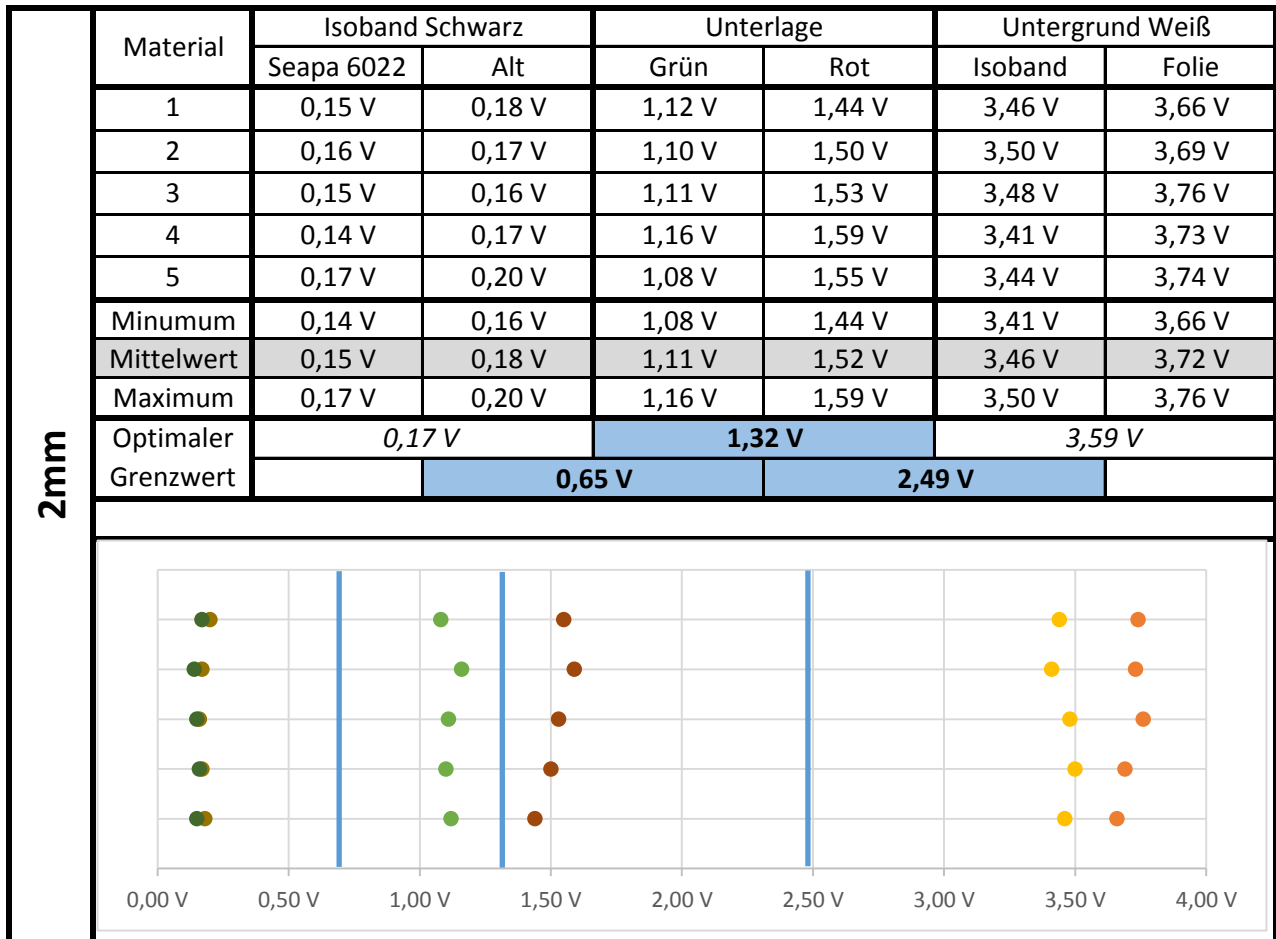 Material Isoband Schwarz Unterlage Untergrund Weiß
Seapa 6022 Alt Grün Rot Isoband Folie
1 0,15 V 0,18 V 1,12 V 1,44 V 3,46 V 3,66 V
2 0,16 V 0,17 V 1,10 V 1,50 V 3,50 V 3,69 V
3 0,15 V 0,16 V 1,11 V 1,53 V 3,48 V 3,76 V
4 0,14 V 0,17 V 1,16 V 1,59 V 3,41 V 3,73 V
5 0,17 V 0,20 V 1,08 V 1,55 V 3,44 V 3,74 V
Minumum 0,14 V 0,16 V 1,08 V 1,44 V 3,41 V 3,66 V
Mittelwert 0,15 V 0,18 V 1,11 V 1,52 V 3,46 V 3,72 V
Maximum 0,17 V 0,20 V 1,16 V 1,59 V 3,50 V 3,76 V
Optimaler 0,17 V 1,32 V 3,59 V
Grenzwert 0,65 V 2,49 V
2mm
0,00 V 0,50 V 1,00 V 1,50 V 2,00 V 2,50 V 3,00 V 3,50 V 4,00 V